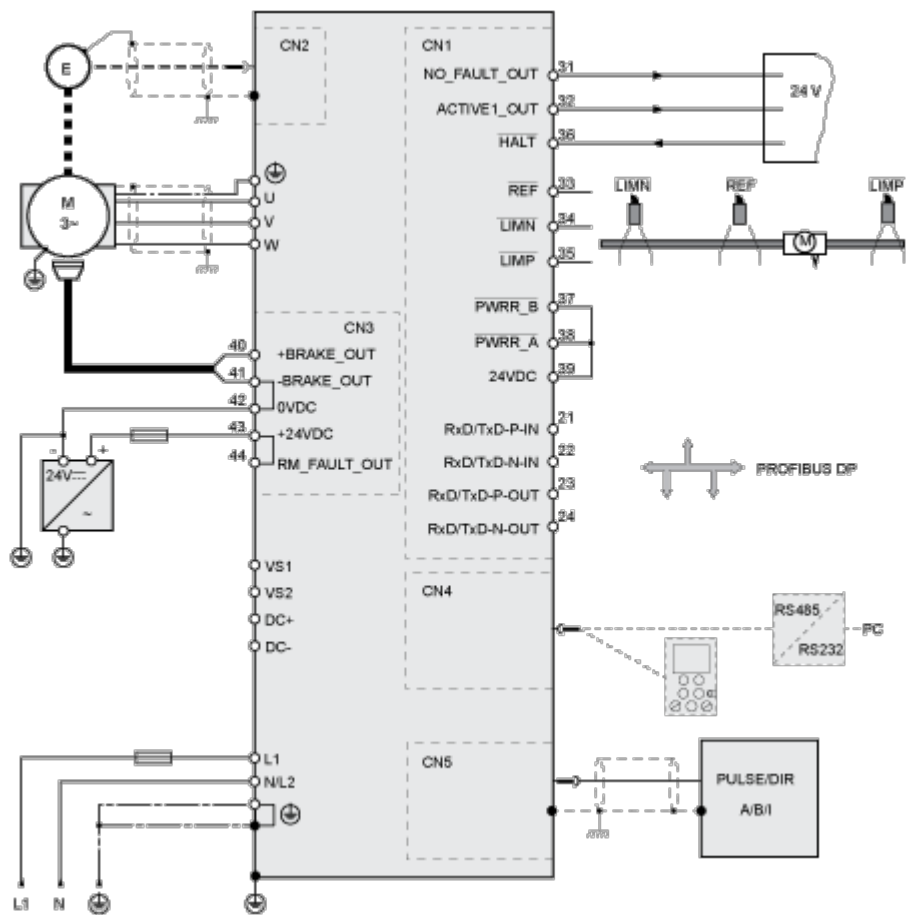 CN2
CN1
E
31
NO_FAULT_OUT
24 V
32
ACTIVE1_OUT
36
HALT
33
REF
LIMN
REF
LIMP
M
3~
U
V
W
34
LIMN
35
LIMP
M
37
PWRR_B
38
PWRR_A
39
24VDC
CN3
40
+BRAKE_OUT
41
-BRAKE_OUT
42
0VDC
43
+24VDC
44
RM_FAULT_OUT
- +
24V
~
21
RxD/TxD-P-IN
22
RxD/TxD-N-IN
23
RxD/TxD-P-OUT
24
RxD/TxD-N-OUT
PROFIBUS DP
VS1
VS2
DC+
DC-
CN4
RS485
RS232
PC
L1
N/L2
CN5
PULSE/DIR
A/B/I
L1 N